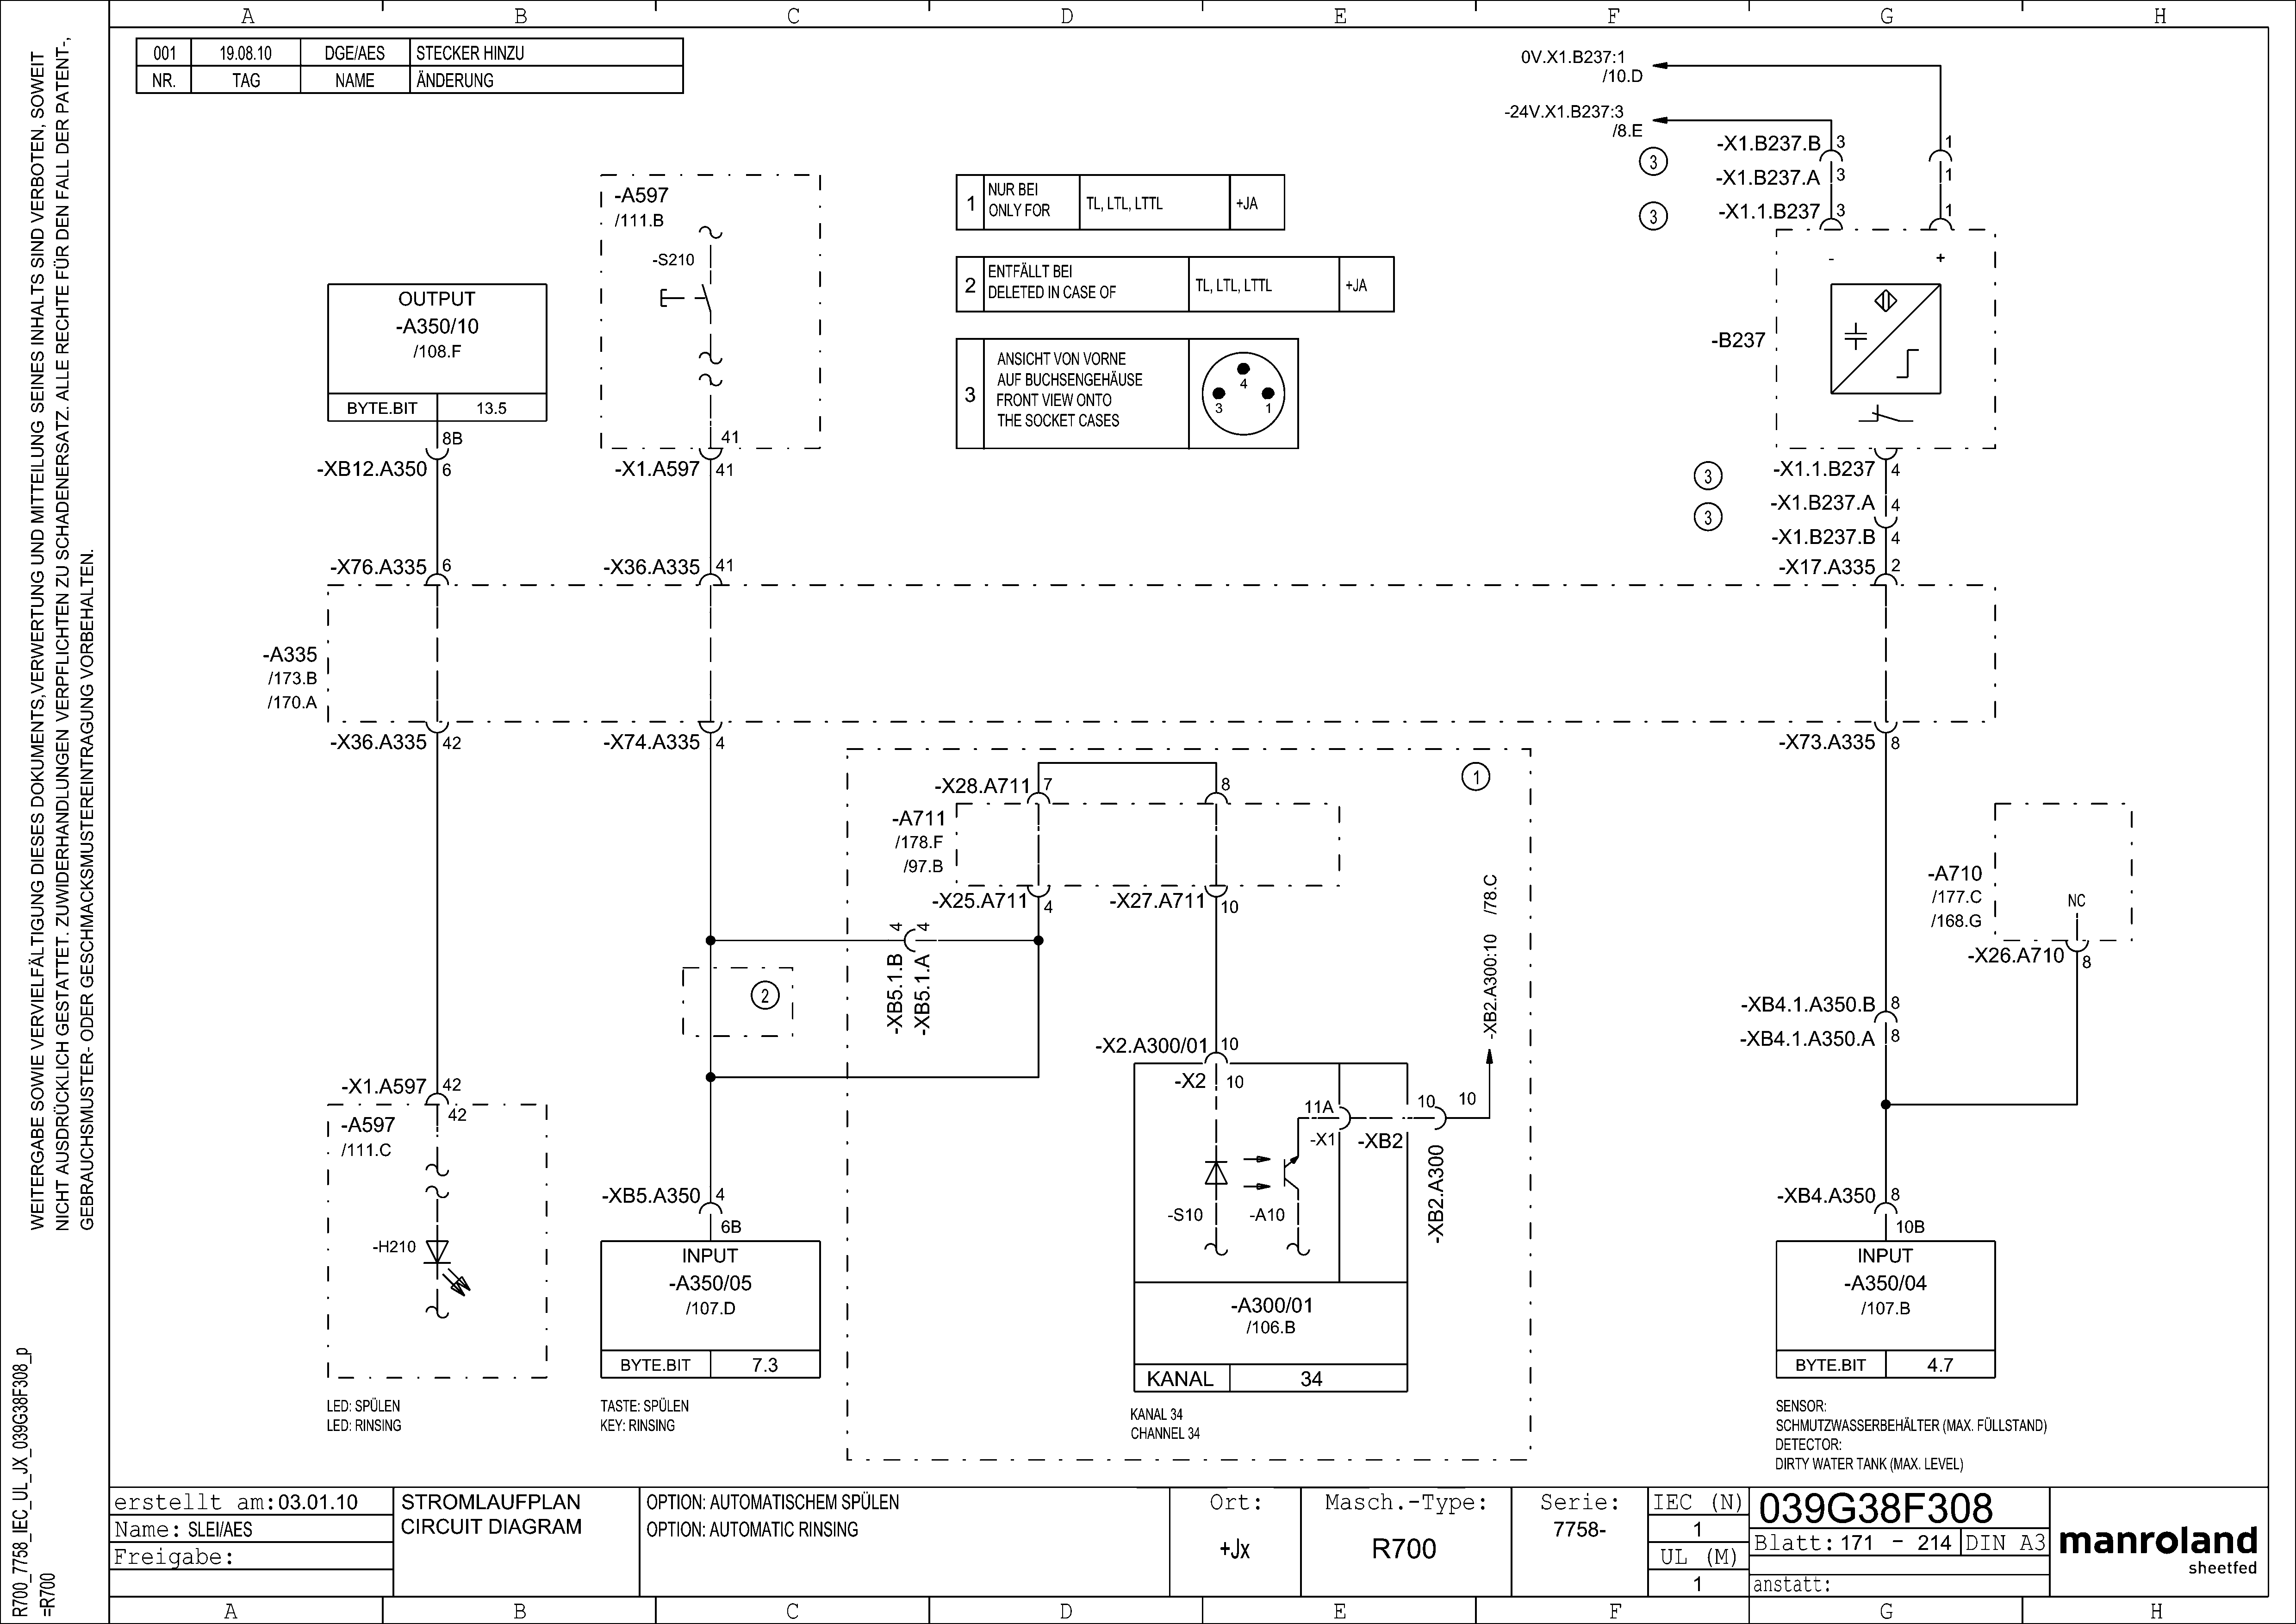 A B C D E F G H
001 19.08.10 DGE/AES STECKER HINZU
NR. TAG NAME ÄNDERUNG
WEITERGABE SOWIE VERVIELFÄLTIGUNG DIESES DOKUMENTS,VERWERTUNG UND MITTEILUNG SEINES INHALTS SIND VERBOTEN, SOWEIT
NICHT AUSDRÜCKLICH GESTATTET. ZUWIDERHANDLUNGEN VERPFLICHTEN ZU SCHADENERSATZ. ALLE RECHTE FÜR DEN FALL DER PATENT-,
GEBRAUCHSMUSTER- ODER GESCHMACKSMUSTEREINTRAGUNG VORBEHALTEN.
R700_7758_IEC_UL_JX_039G38F308_p
=R700
OUTPUT
-A350/10
/108.F
BYTE.BIT 13.5
8B
-XB12.A350 6
-X76.A335 6
-A335
/173.B
/170.A
-X36.A335 42
-X1.A597 42
42
-A597
/111.C
-H210
LED: SPÜLEN
LED: RINSING
-A597
/111.B
-S210
41
-X1.A597 41
-X36.A335 41
-X74.A335 4
2
-XB5.A350 4
6B
INPUT
-A350/05
/107.D
BYTE.BIT 7.3
TASTE: SPÜLEN
KEY: RINSING
1 NUR BEI
ONLY FOR
TL, LTL, LTTL +JA
2 ENTFÄLLT BEI
DELETED IN CASE OF
TL, LTL, LTTL +JA
3 ANSICHT VON VORNE
AUF BUCHSENGEHÄUSE
FRONT VIEW ONTO
THE SOCKET CASES
4
3 1
1
-X28.A711 7 8
-A711
/178.F
/97.B
-X25.A711 4
-X27.A711 10
4 4
-XB5.1.B
-XB5.1.A
-X2.A300/01 10
-X2 10
11A 10 10
-X1 -XB2
-XB2.A300
-XB2.A300:10 /78.C
-S10 -A10
-A300/01
/106.B
KANAL 34
KANAL 34
CHANNEL 34
0V.X1.B237:1
/10.D
-24V.X1.B237:3
/8.E
3 -X1.B237.B 3 1
-X1.B237.A 3 1
3 -X1.1.B237 3 1
- +
-B237
3 -X1.1.B237 4
-X1.B237.A 4
3
-X1.B237.B 4
-X17.A335 2
-X73.A335 8
-A710
/177.C
/168.G
NC
-X26.A710 8
-XB4.1.A350.B 8
-XB4.1.A350.A 8
-XB4.A350 8
10B
INPUT
-A350/04
/107.B
BYTE.BIT 4.7
SENSOR:
SCHMUTZWASSERBEHÄLTER (MAX. FÜLLSTAND)
DETECTOR:
DIRTY WATER TANK (MAX. LEVEL)
erstellt am: 03.01.10
Name: SLEI/AES
Freigabe:
STROMLAUFPLAN
CIRCUIT DIAGRAM
OPTION: AUTOMATISCHEM SPÜLEN
OPTION: AUTOMATIC RINSING
Ort:
+Jx
Masch.-Type:
R700
Serie:
7758-
IEC (N)
1
UL (M)
1
039G38F308
Blatt: 171 - 214 DIN A3
anstatt:
manroland
sheetfed
A B C D E F G H